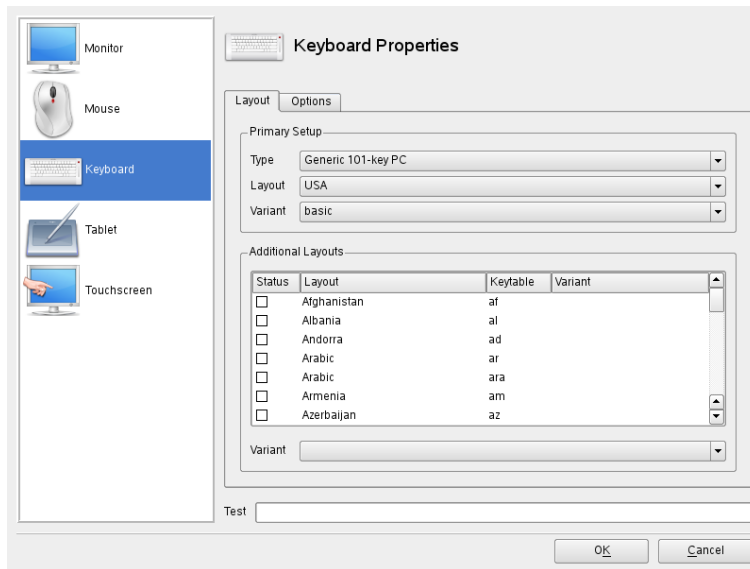 Monitor
Mouse
Keyboard
Tablet
Touchscreen
Keyboard Properties
Layout Options
Primary Setup
Type Generic 101-key PC
Layout USA
Variant basic
Additional Layouts
Status Layout Keytable Variant
Afghanistan af
Albania al
Andorra ad
Arabic ar
Arabic ara
Armenia am
Azerbaijan az
Variant
Test
OK Cancel